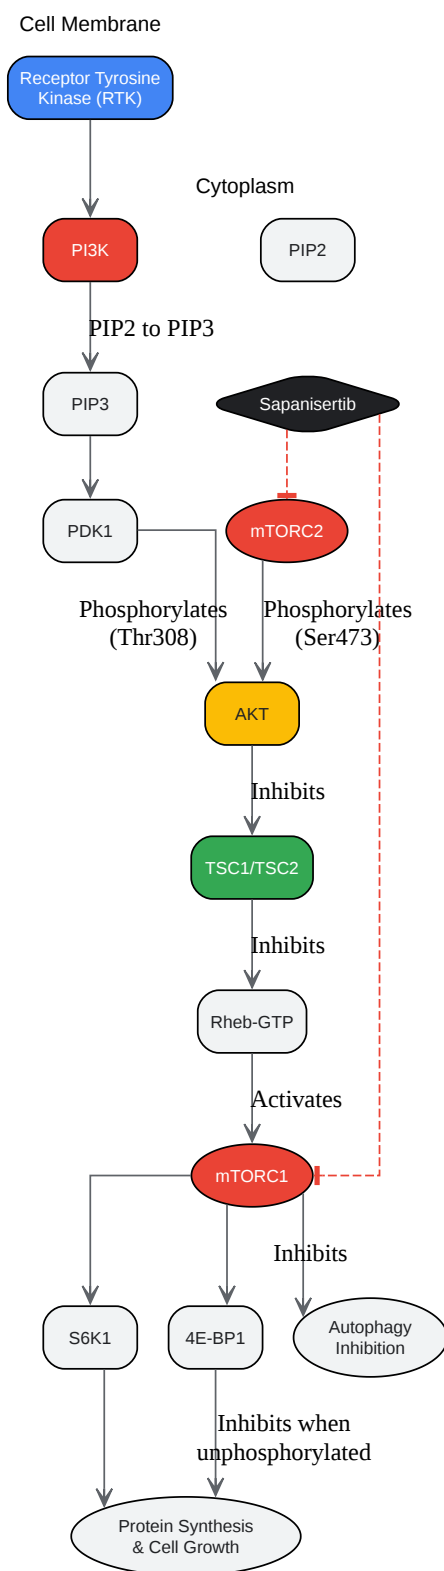 Cell Membrane
Receptor Tyrosine
Kinase (RTK)
Cytoplasm
PI3K
PIP2
PIP2 to PIP3
PIP3
Sapanisertib
PDK1
mTORC2
Phosphorylates
(Thr308)
Phosphorylates
(Ser473)
AKT
Inhibits
TSC1/TSC2
Inhibits
Rheb-GTP
Activates
mTORC1
Inhibits
S6K1
4E-BP1
Autophagy
Inhibition
Inhibits when
unphosphorylated
Protein Synthesis
& Cell Growth